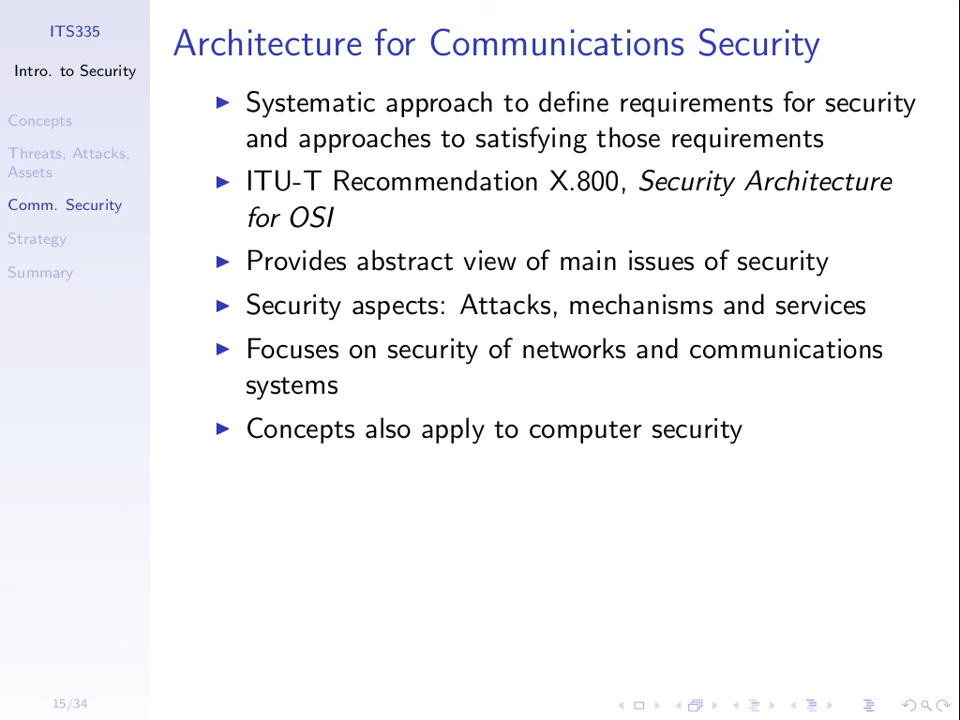 ITS335
Intro. to Security
Concepts
Threats, Attacks,
Assets
Comm. Security
Strategy
Summary
Architecture for Communications Security
Systematic approach to define requirements for security
and approaches to satisfying those requirements
ITU-T Recommendation X.800, Security Architecture
for OSI
Provides abstract view of main issues of security
Security aspects: Attacks, mechanisms and services
Focuses on security of networks and communications
systems
Concepts also apply to computer security
15/34